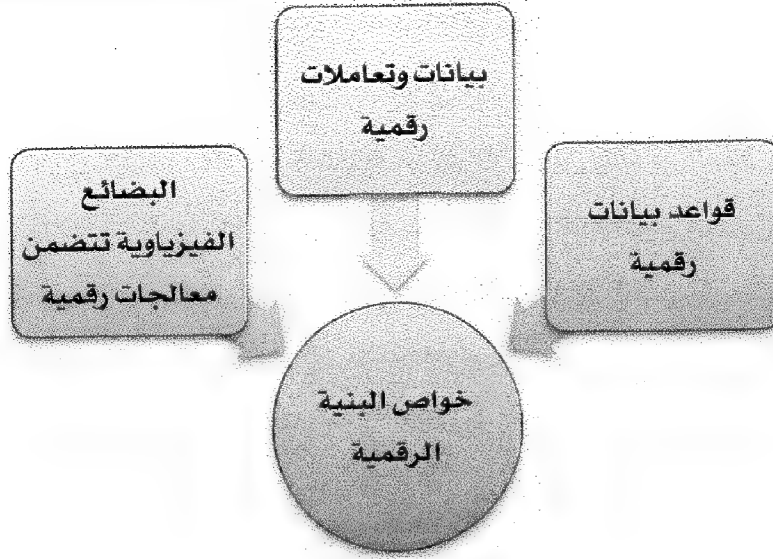 بيانات وتعاملات
رقمية
قواعد بيانات
رقمية
البضائع
الفيزياوية تتضمن
معالجات رقمية
خواص البنية
الرقمية